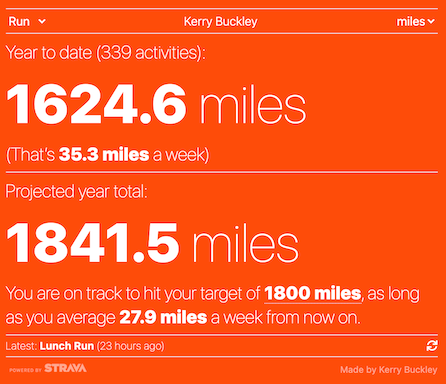 Run Kerry Buckley miles
Year to date (339 activities):
1624.6 miles
(That's 35.3 miles a week)
Projected year total:
1841.5 miles
You are on track to hit your target of 1800 miles, as long
as you average 27.9 miles a week from now on.
Latest: Lunch Run (23 hours ago)
POWERED BY STRAVA Made by Kerry Buckley